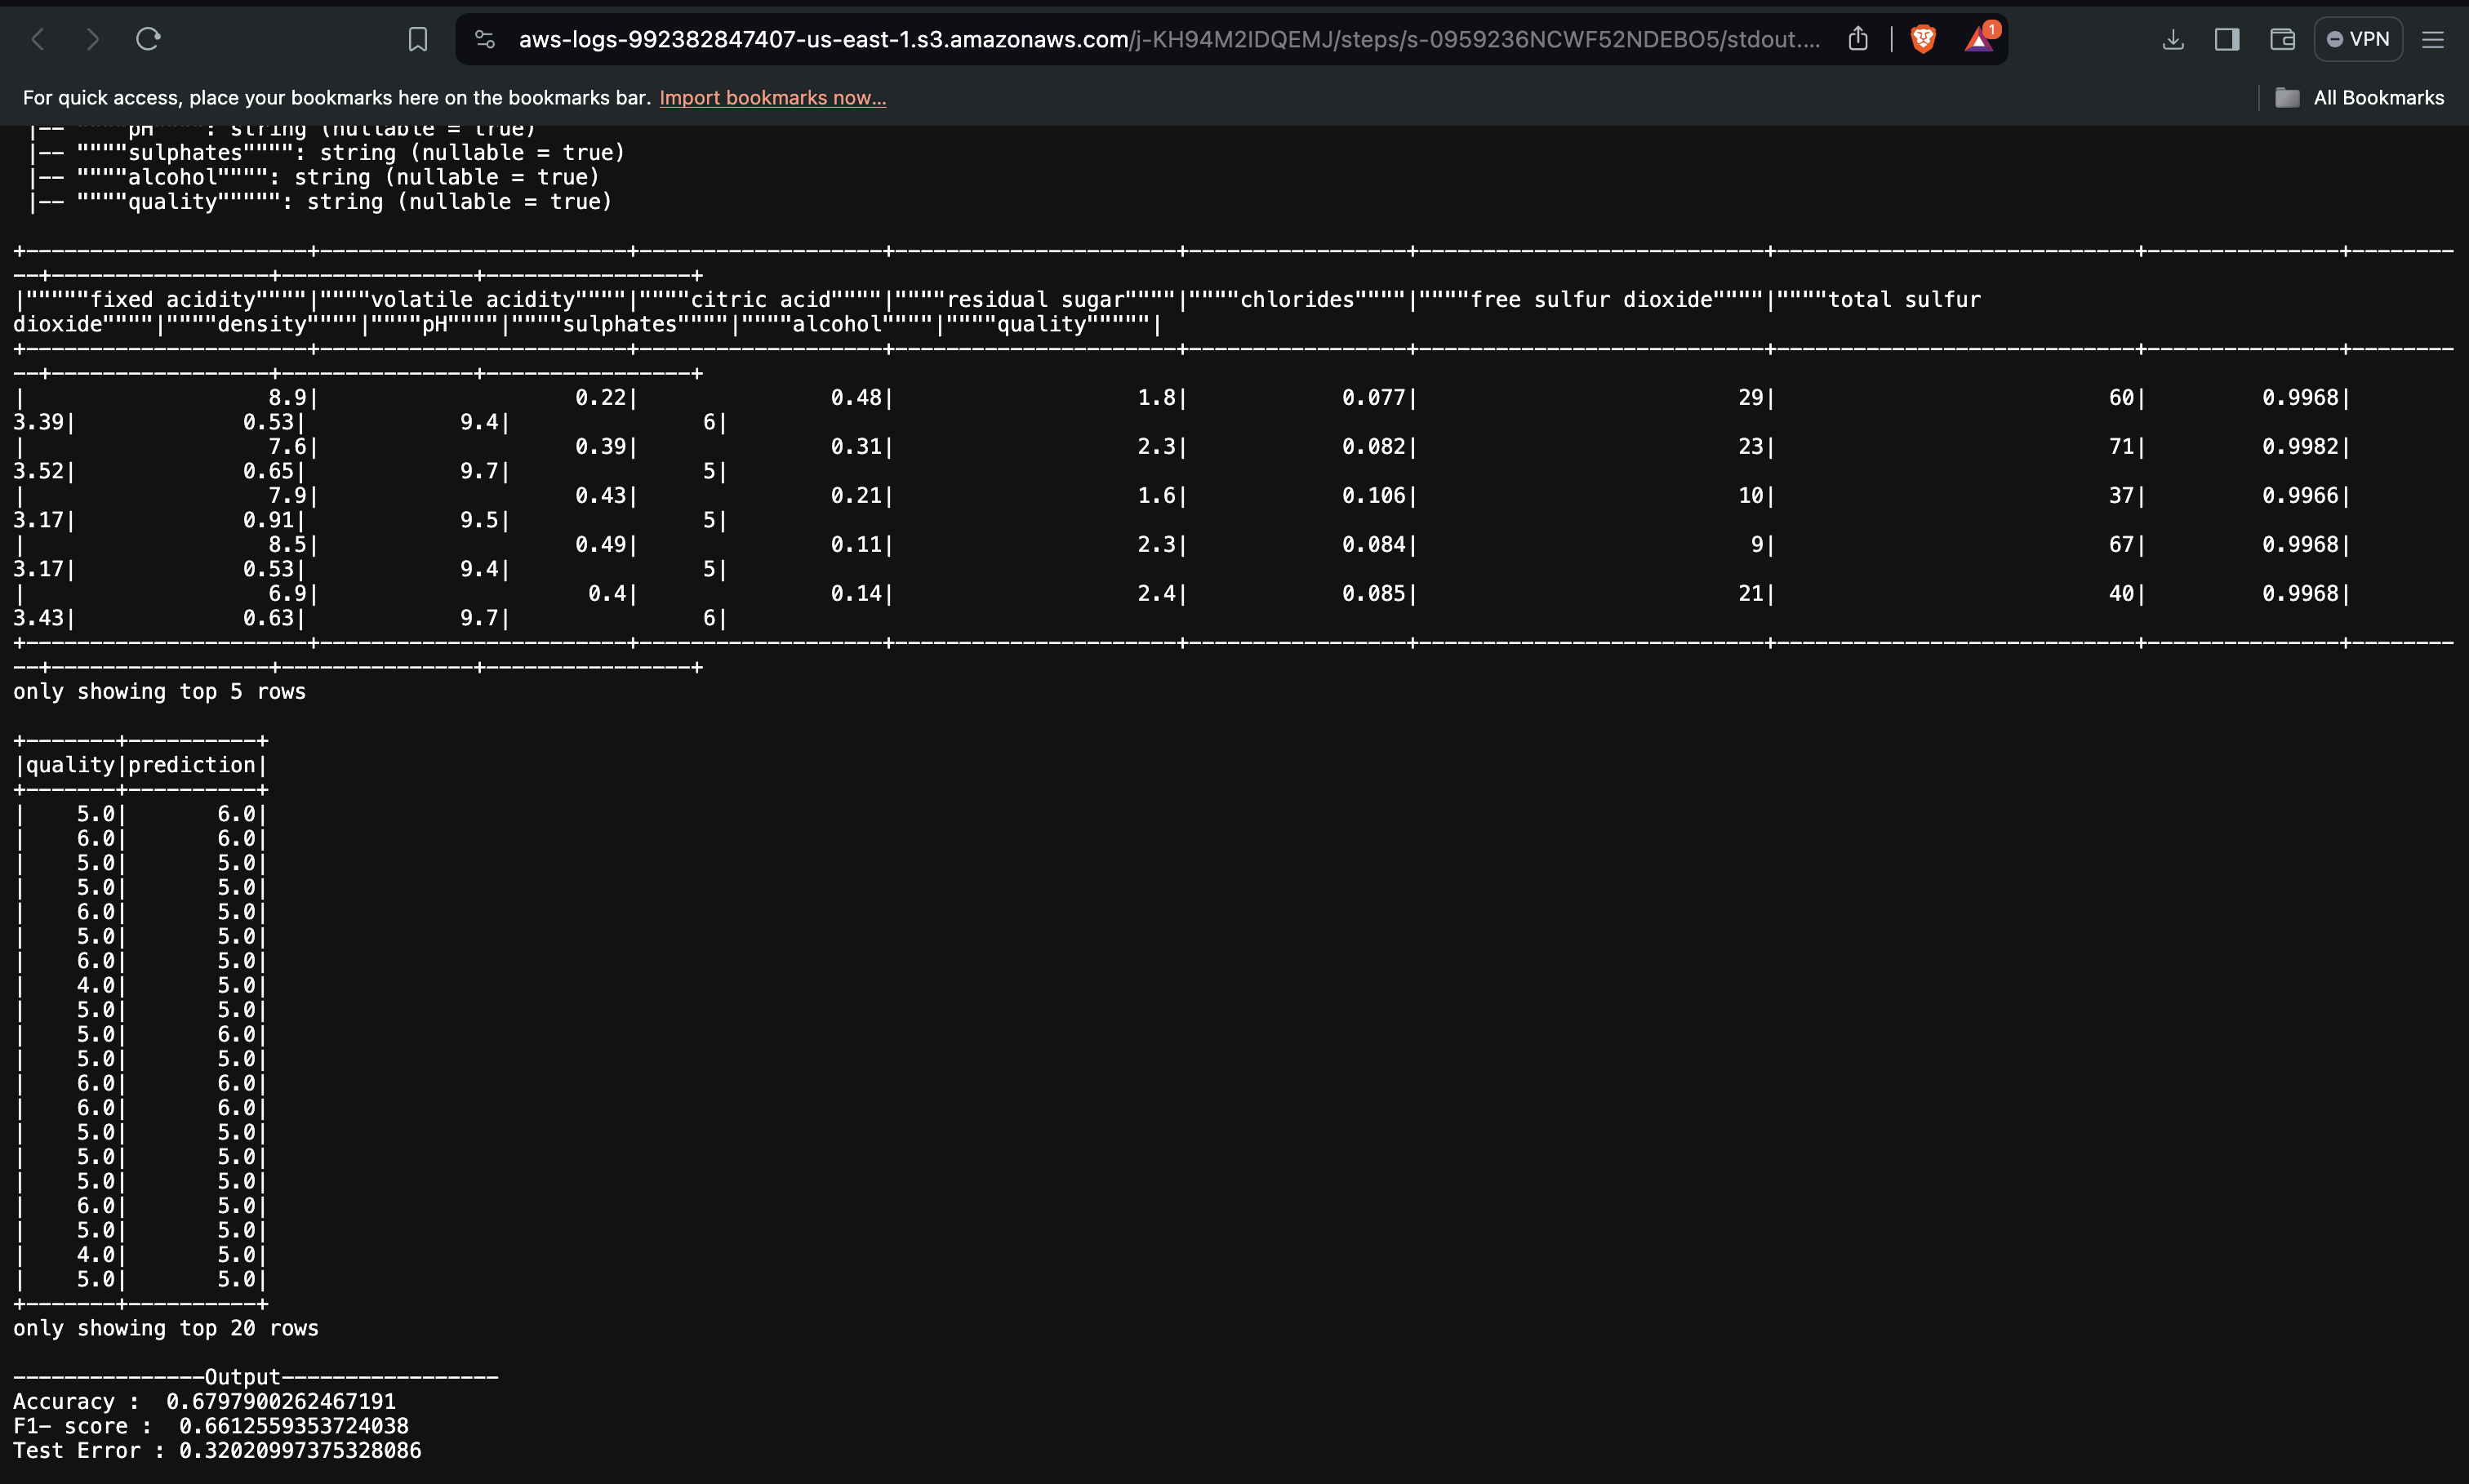 aws-logs-992382847407-us-east-1.s3.amazonaws.com/j-KH94M2IDQEMJ/steps/s-0959236NCWF52NDEBO5/stdout....
1
VPN
For quick access, place your bookmarks here on the bookmarks bar. Import bookmarks now...
All Bookmarks
|-- """"pH"""": string (nullable = true)
|-- """"sulphates"""": string (nullable = true)
|-- """"alcohol"""": string (nullable = true)
|-- """"quality""""": string (nullable = true)
+----------------------+------------------------+-------------------+----------------------+-----------------+---------------------------+----------------------------+---------------+--------
--+-----------------+---------------+----------------+
|"""""fixed acidity""""|""""volatile acidity""""|""""citric acid""""|""""residual sugar""""|""""chlorides""""|""""free sulfur dioxide""""|""""total sulfur
dioxide""""|""""density""""|""""pH""""|""""sulphates""""|""""alcohol""""|""""quality"""""|
+----------------------+------------------------+-------------------+----------------------+-----------------+---------------------------+----------------------------+---------------+--------
--+-----------------+---------------+----------------+
| 8.9| 0.22| 0.48| 1.8| 0.077| 29| 60| 0.9968|
3.39| 0.53| 9.4| 6|
| 7.6| 0.39| 0.31| 2.3| 0.082| 23| 71| 0.9982|
3.52| 0.65| 9.7| 5|
| 7.9| 0.43| 0.21| 1.6| 0.106| 10| 37| 0.9966|
3.17| 0.91| 9.5| 5|
| 8.5| 0.49| 0.11| 2.3| 0.084| 9| 67| 0.9968|
3.17| 0.53| 9.4| 5|
| 6.9| 0.4| 0.14| 2.4| 0.085| 21| 40| 0.9968|
3.43| 0.63| 9.7| 6|
+----------------------+------------------------+-------------------+----------------------+-----------------+---------------------------+----------------------------+---------------+--------
--+-----------------+---------------+----------------+
only showing top 5 rows
+-------+----------+
|quality|prediction|
+-------+----------+
| 5.0| 6.0|
| 6.0| 6.0|
| 5.0| 5.0|
| 5.0| 5.0|
| 6.0| 5.0|
| 5.0| 5.0|
| 6.0| 5.0|
| 4.0| 5.0|
| 5.0| 5.0|
| 5.0| 6.0|
| 5.0| 5.0|
| 6.0| 6.0|
| 6.0| 6.0|
| 5.0| 5.0|
| 5.0| 5.0|
| 5.0| 5.0|
| 6.0| 5.0|
| 5.0| 5.0|
| 4.0| 5.0|
| 5.0| 5.0|
+-------+----------+
only showing top 20 rows
---------------Output-----------------
Accuracy : 0.6797900262467191
F1- score : 0.6612559353724038
Test Error : 0.32020997375328086